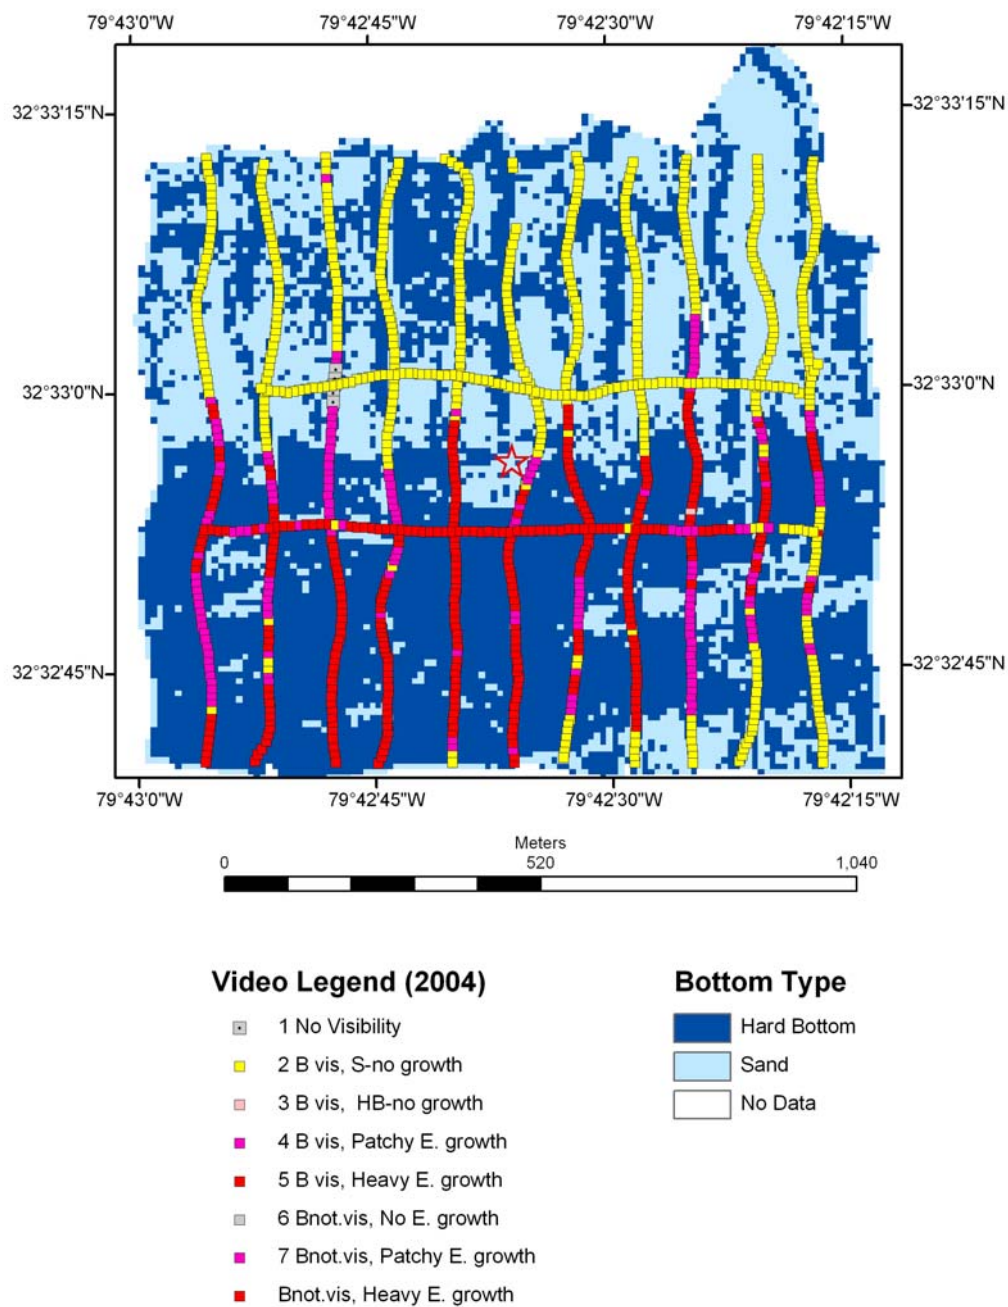 79°43'0"W 79°42'45"W 79°42'30"W 79°42'15"W
32°33'15"N 32°33'15"N
32°33'0"N 32°33'0"N
32°32'45"N 32°32'45"N
79°43'0"W 79°42'45"W 79°42'30"W 79°42'15"W
Meters
0 520 1,040
Video Legend (2004)
1 No Visibility
2 B vis, S-no growth
3 B vis, HB-no growth
4 B vis, Patchy E. growth
5 B vis, Heavy E. growth
6 Bnot.vis, No E. growth
7 Bnot.vis, Patchy E. growth
Bnot.vis, Heavy E. growth
Bottom Type
Hard Bottom
Sand
No Data